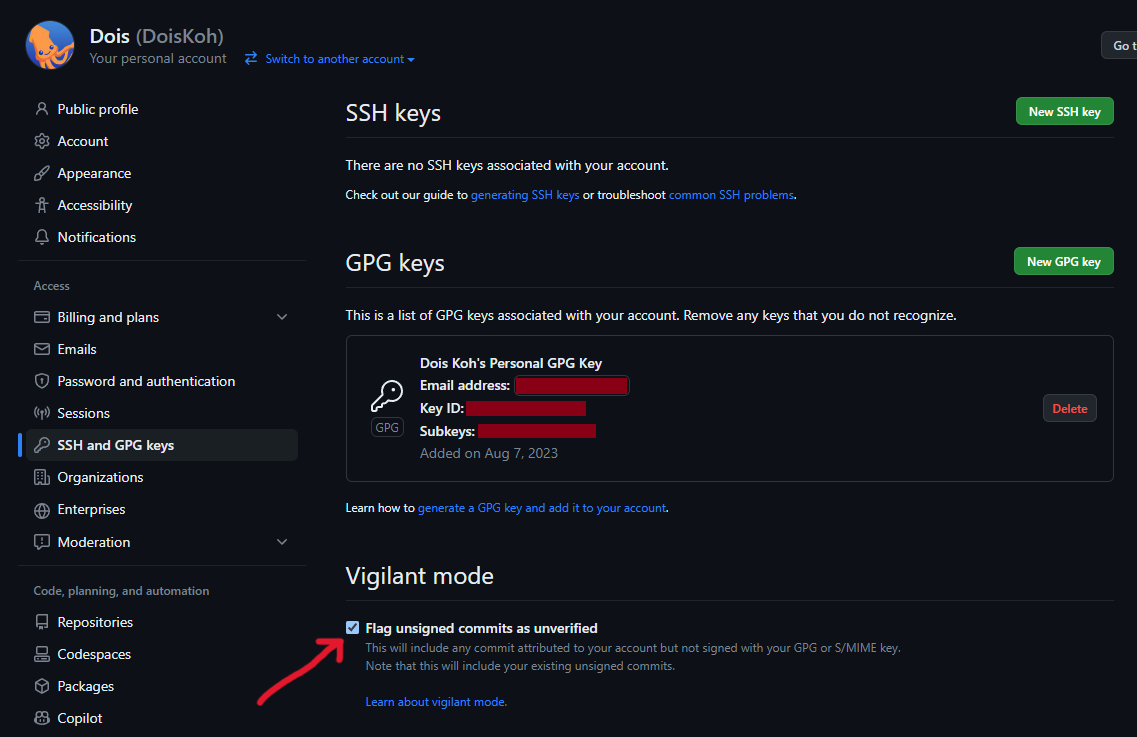 Dois (DoisKoh)
Your personal account
Switch to another account
Go t
Public profile
Account
Appearance
Accessibility
Notifications
Access
Billing and plans
Emails
Password and authentication
Sessions
SSH and GPG keys
Organizations
Enterprises
Moderation
Code, planning, and automation
Repositories
Codespaces
Packages
Copilot
SSH keys
New SSH key
There are no SSH keys associated with your account.
Check out our guide to generating SSH keys or troubleshoot common SSH problems.
GPG keys
New GPG key
This is a list of GPG keys associated with your account. Remove any keys that you do not recognize.
GPG
Dois Koh's Personal GPG Key
Email address:
Key ID:
Subkeys:
Added on Aug 7, 2023
Delete
Learn how to generate a GPG key and add it to your account.
Vigilant mode
Flag unsigned commits as unverified
This will include any commit attributed to your account but not signed with your GPG or S/MIME key.
Note that this will include your existing unsigned commits.
Learn about vigilant mode.